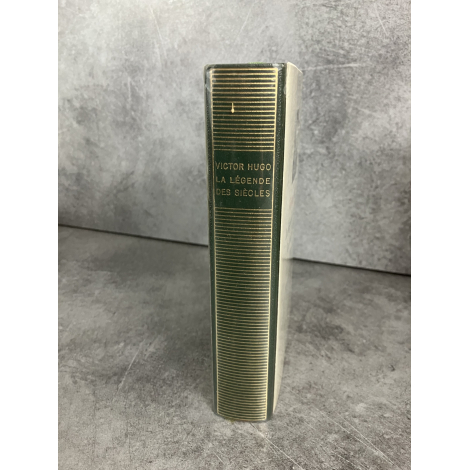 VICTOR HUGO
LA LÉGENDE
DES SIÈCLES